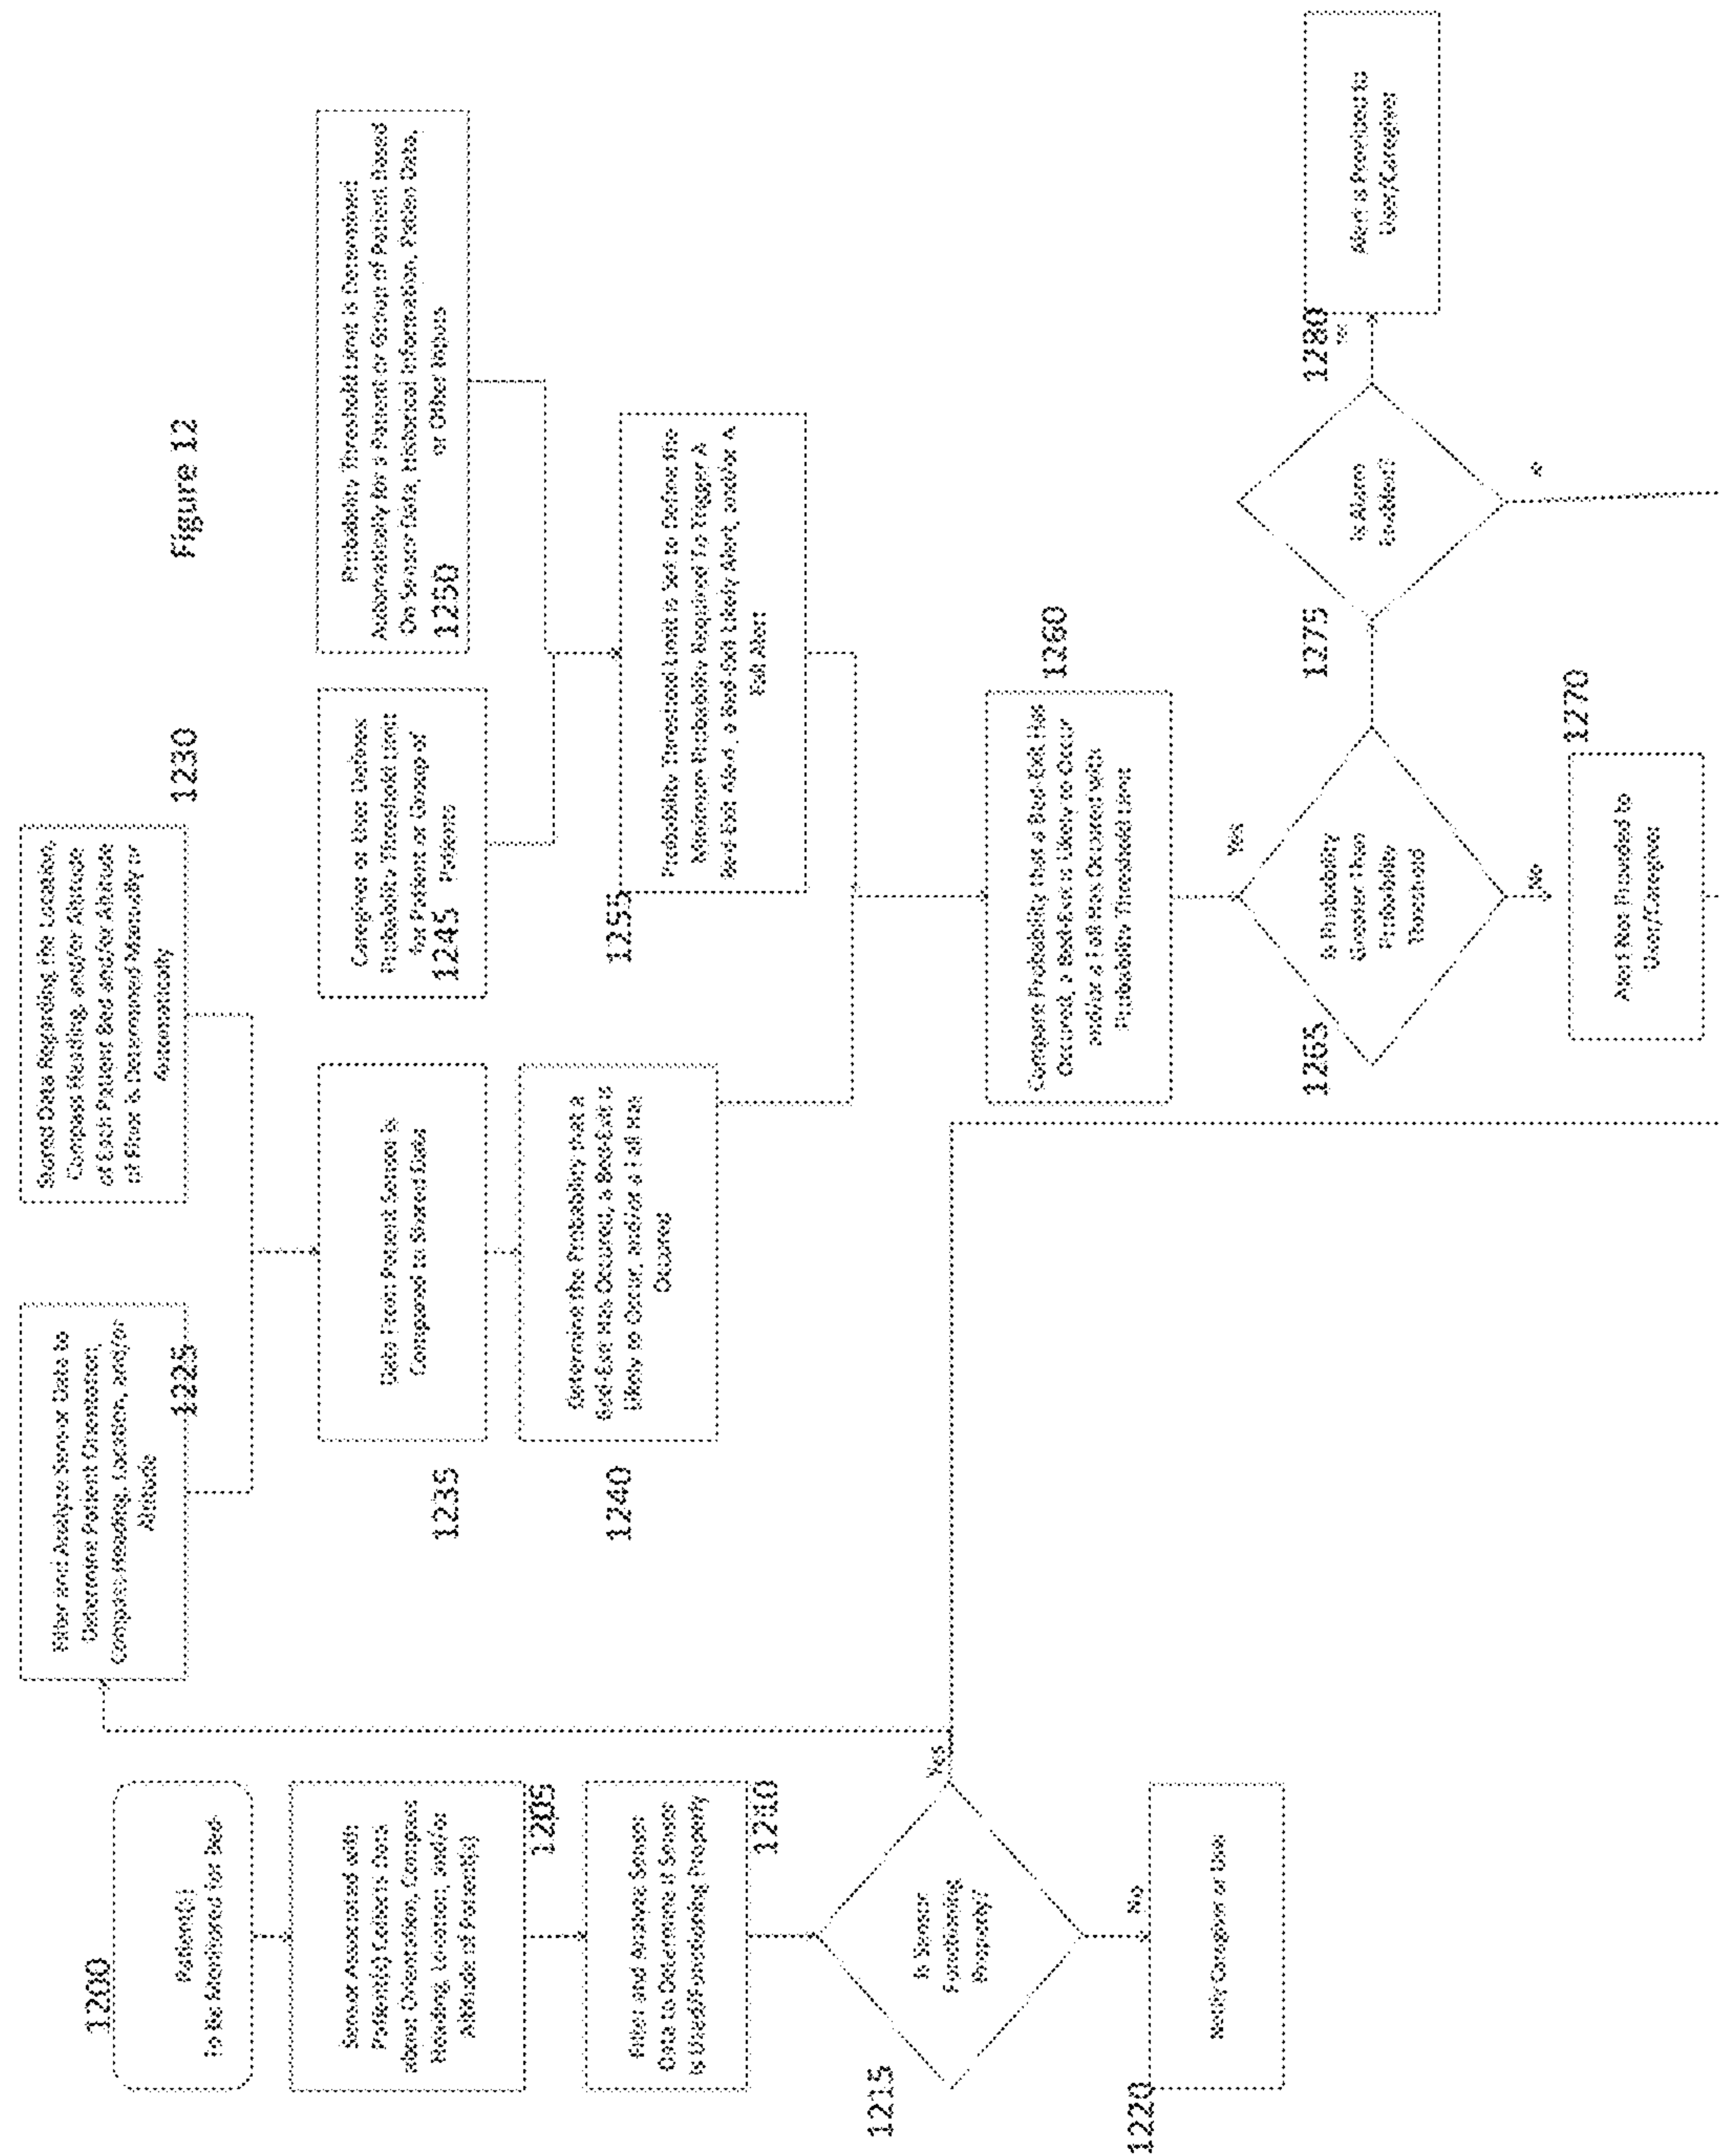 Figure 12
1200
Patient(s)
to be Monitored for Bed-
Sensor Associated with
Patient(s) Collects Data
about Orientation, Compass
Heading, Location, and/or
Altitude of Patient(s)
1205
Filter and Analyze Sensor
Data to Determine if Sensor
is Used/Functioning Properly
1210
1215
Is Sensor
Functioning
Properly?
Yes
No
1220
Notify Caregiver or User
Filter and Analyze Sensor Data to
Determine Patient Orientation,
Compass Heading, Location, and/or
Altitude
1225
1230
Stored Data Regarding the Location,
Compass Heading, and/or Altitude
of Each Patient Bed and/or Altitude
of Floor is Determined Manually or
Automatically
1235
Data From Patient Sensor is
Compared to Stored Data
1240
Determine the Probability that a
Bed-Exit Has Occured, a Bed-Exit is
Likely to Occur, and/or a Fall Has
Occured
Caregiver or User Defines
Probability Threshold Limit
for Patient or Group of
1245 Patients
Probability Threshold Limit is Determined
Automatically for a Patient or Group of Patient Based
On Sensor Data, Historical Information, Patient Data,
or Other Inputs
1250
1255
Probability Threshold Limit is Set to Define the
Minimum Probability Required To Trigger A
Bed-Exit Alert, a Bed-Exit Likely Alert, and/or A
Fall Alert
1260
Compare Probability that a Bed-Exit Has
Occured, a Bed-Exit is Likely to Occur
and/or a Fall Has Occured with
Probability Threshold Limit
1265
Is Probability
Greater Than
Probability
Threshold
Yes
No
1270
Alert Not Provided to
User/Caregiver
1275
Is Alarm
Enabled?
1280
Alert is Provided to
User/Caregiver